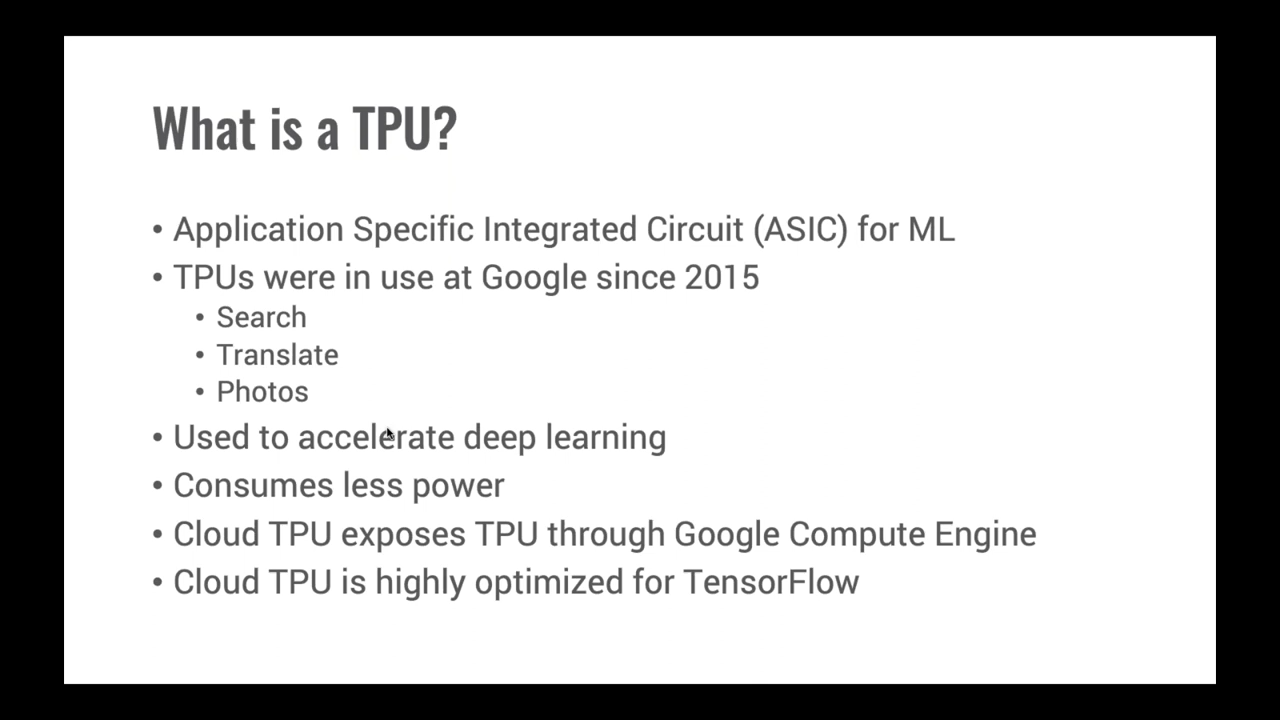 What is a TPU?
• Application Specific Integrated Circuit (ASIC) for ML
• TPUs were in use at Google since 2015
• Search
• Translate
• Photos
• Used to accelerate deep learning
• Consumes less power
• Cloud TPU exposes TPU through Google Compute Engine
• Cloud TPU is highly optimized for TensorFlow